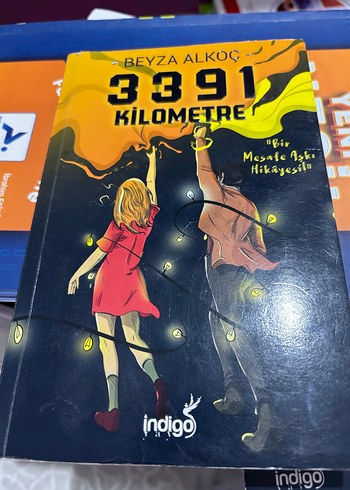 BEYZA ALKOÇ
3391
KİLOMETRE
"Bir
Mesafe Aşkı
Hikâyesi!"
indigo
indigo